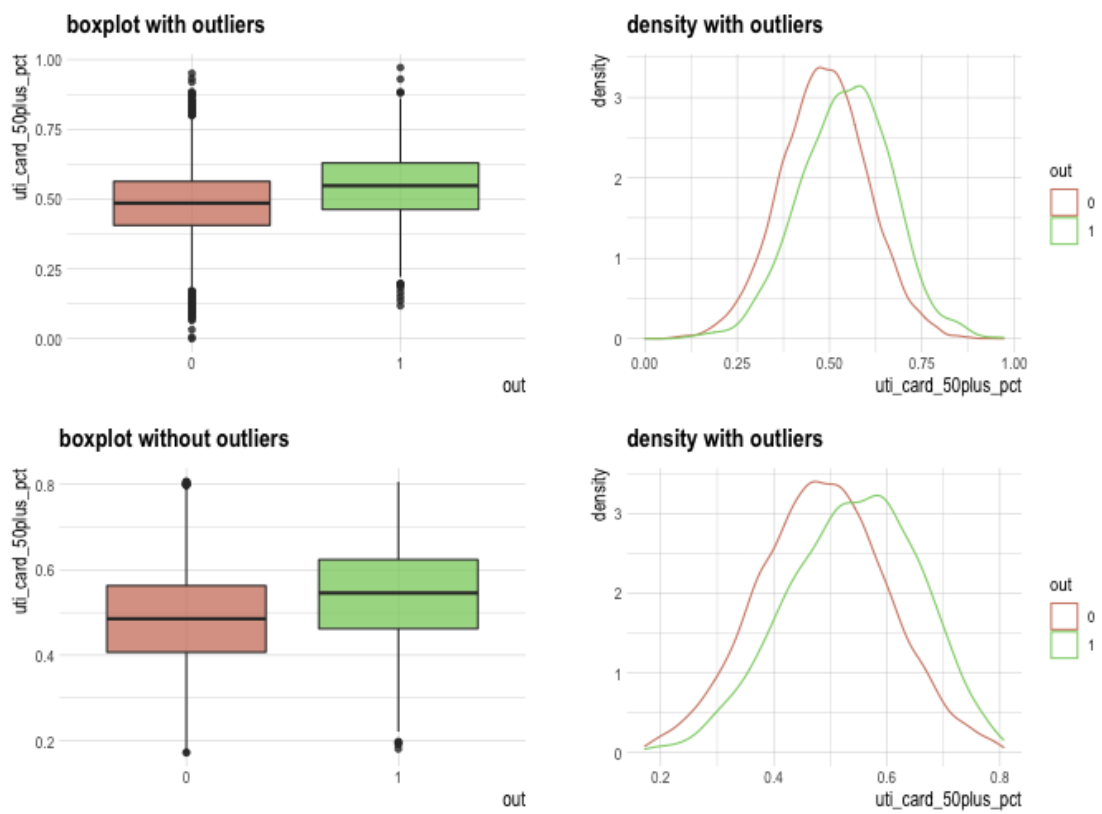 boxplot with outliers
uti_card_50plus_pct
1.00
0.75
0.50
0.25
0.00
0
1
out
density with outliers
density
3
2
1
0
0.00
0.25
0.50
0.75
1.00
uti_card_50plus_pct
out
0
1
boxplot without outliers
uti_card_50plus_pct
0.8
0.6
0.4
0.2
0
1
out
density with outliers
density
3
2
1
0
0.2
0.4
0.6
0.8
uti_card_50plus_pct
out
0
1